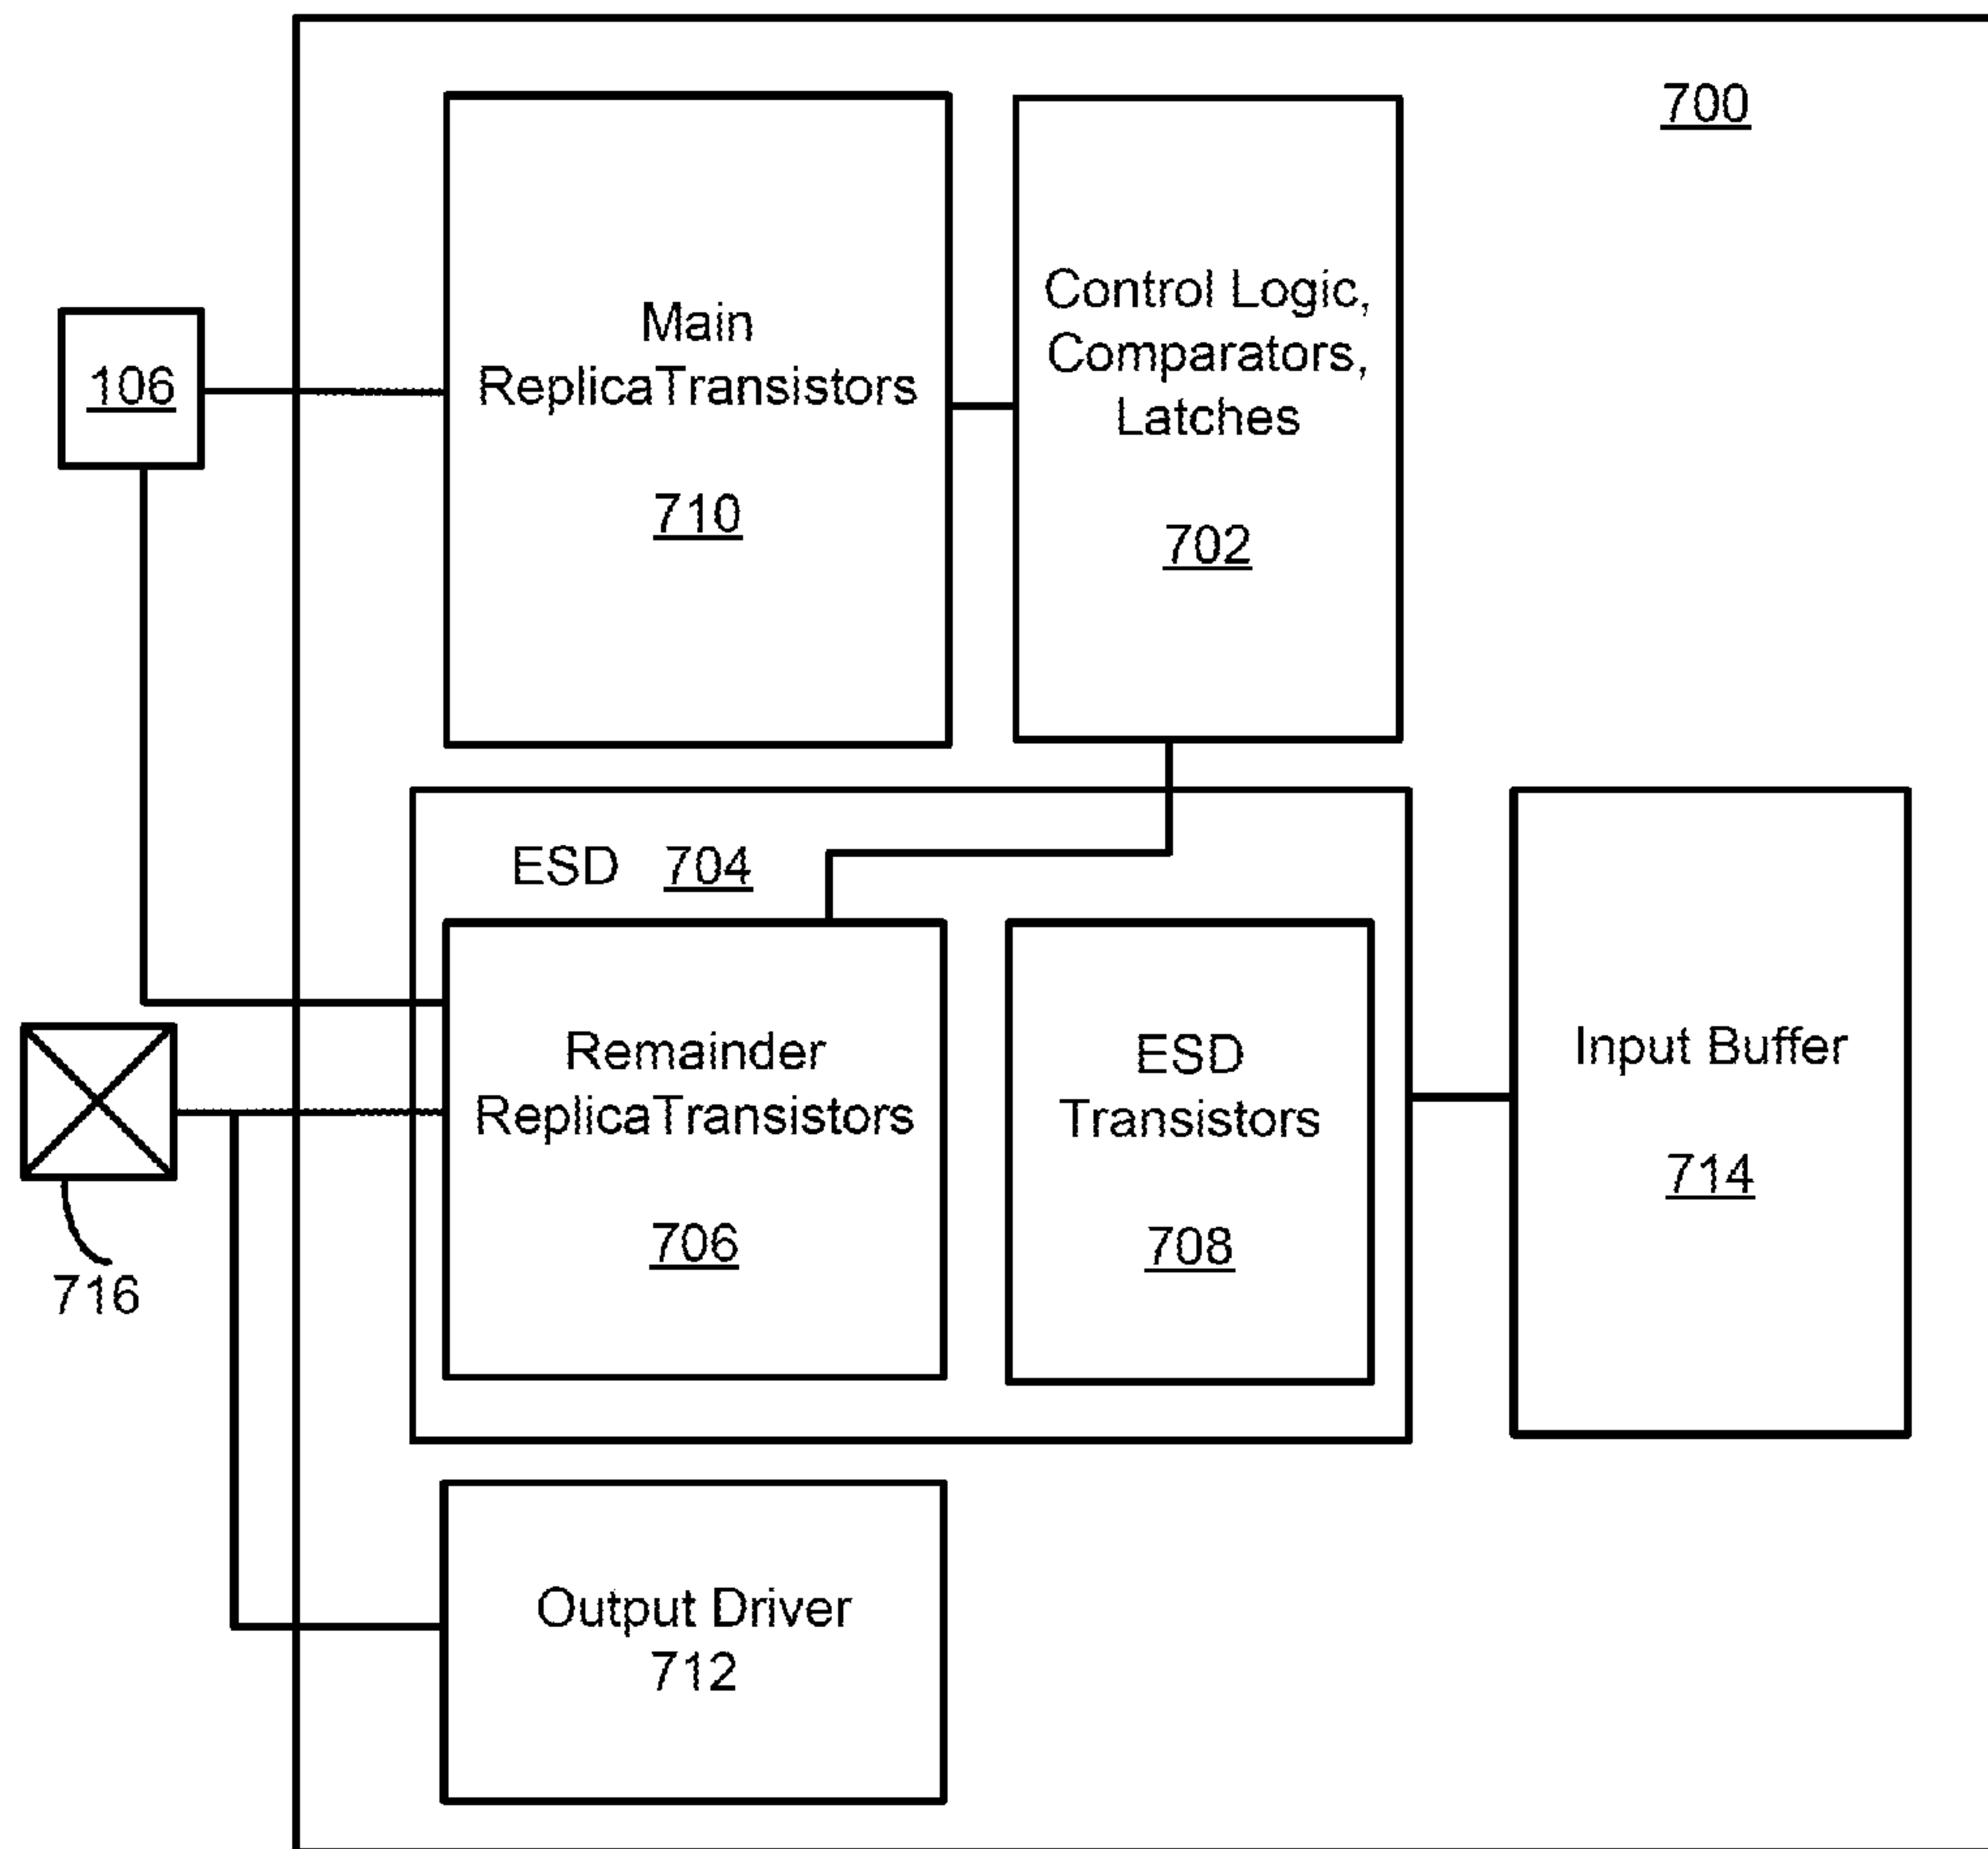 700
Main
ReplicaTransistors
710
Control Logic,
Comparators,
Latches
702
106
ESD 704
Remainder
ReplicaTransistors
706
ESD
Transistors
708
Input Buffer
714
716
Output Driver
712